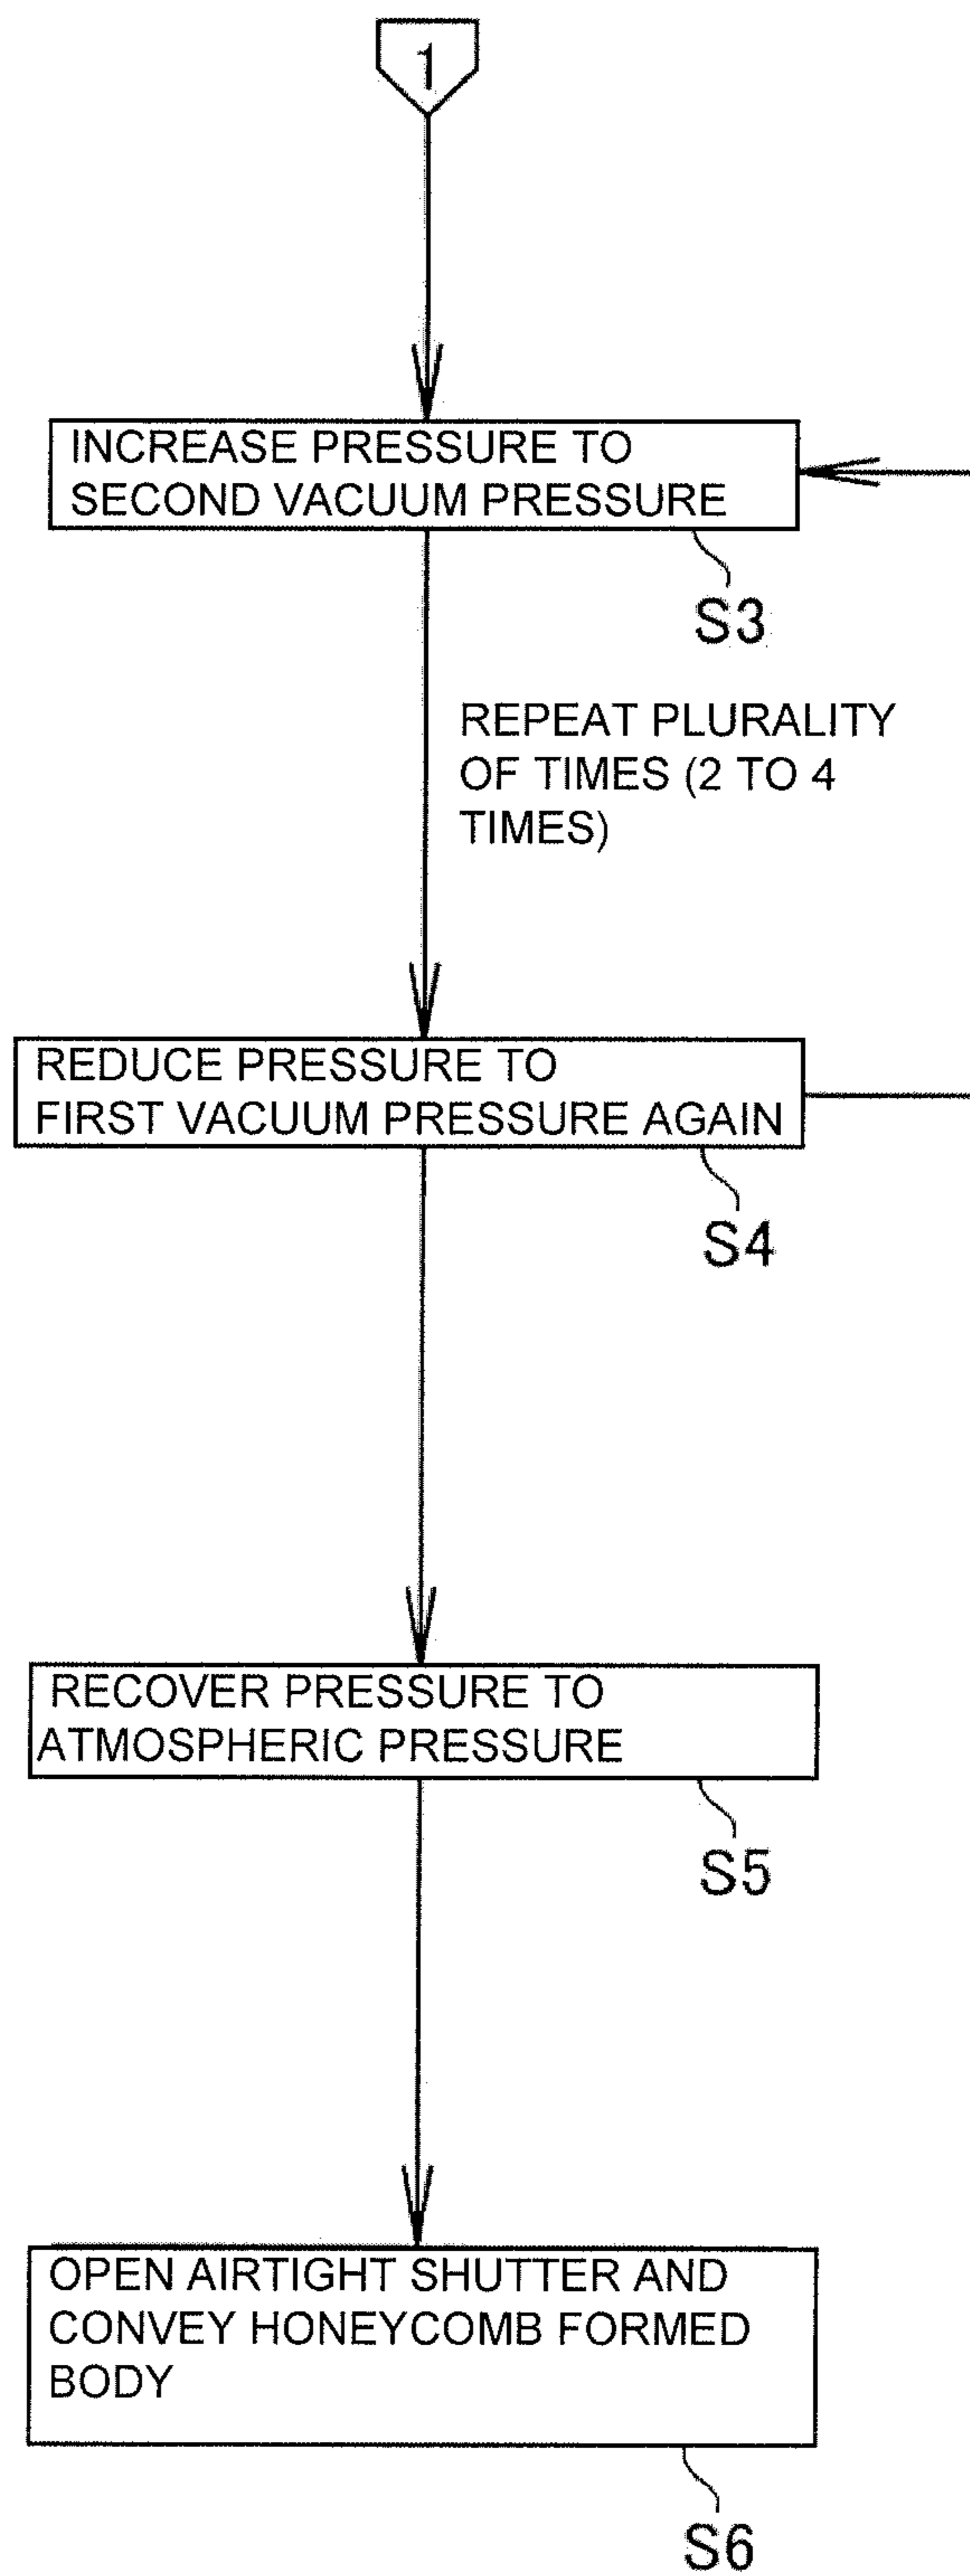 1
INCREASE PRESSURE TO
SECOND VACUUM PRESSURE
S3
REPEAT PLURALITY
OF TIMES (2 TO 4
TIMES)
REDUCE PRESSURE TO
FIRST VACUUM PRESSURE AGAIN
S4
RECOVER PRESSURE TO
ATMOSPHERIC PRESSURE
S5
OPEN AIRTIGHT SHUTTER AND
CONVEY HONEYCOMB FORMED
BODY
S6